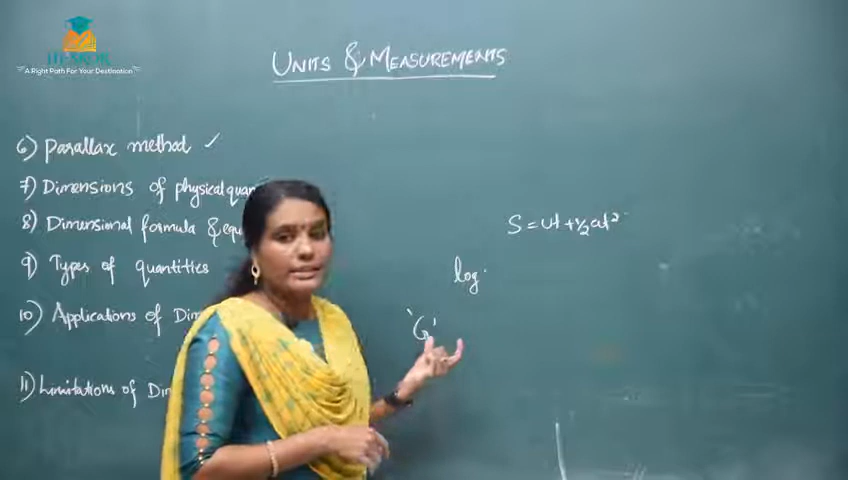 A Right Path For Your Destination
UNITS & MEASUREMENTS
6) Parallax method ✓
7) Dimensions of physical quan
8) Dimensional formula & equ
9) Types of quantities
10) Applications of Dim
11) Limitations of Dim
S = ut + 1/2 at²
log
'G'